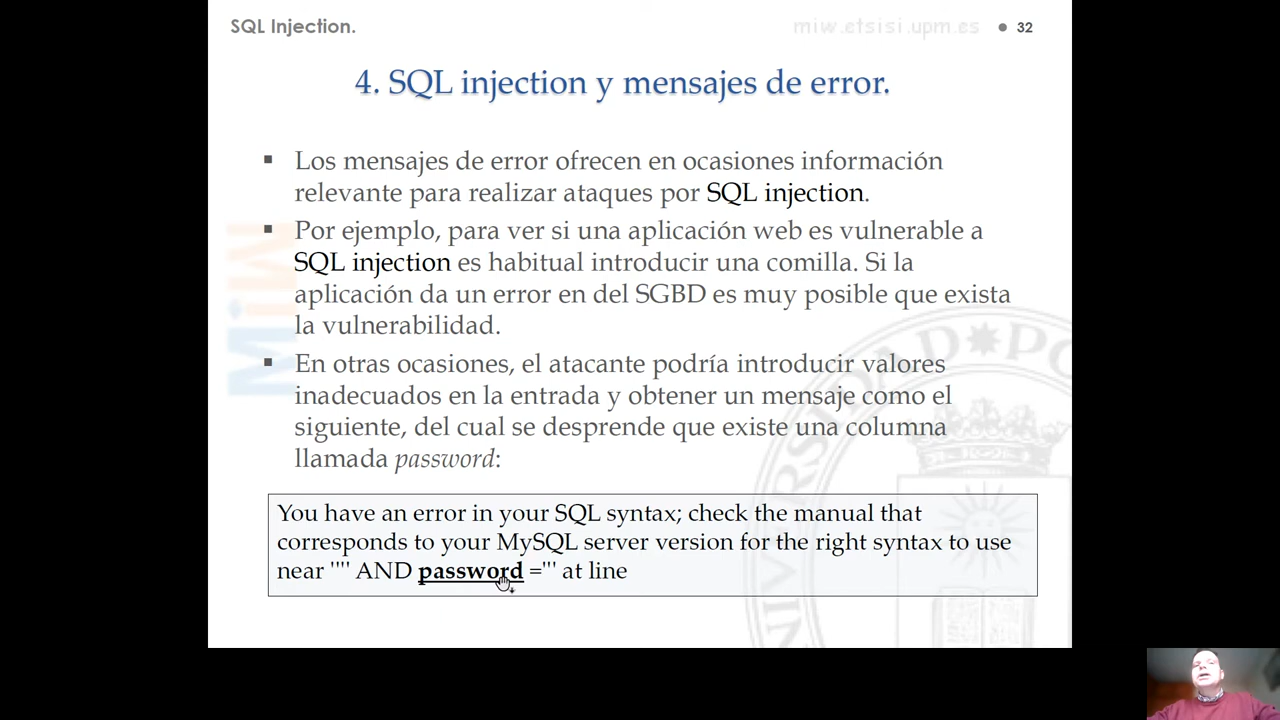 SQL Injection.
miw.etsisi.upm.es ● 32
4. SQL injection y mensajes de error.
▪ Los mensajes de error ofrecen en ocasiones información
relevante para realizar ataques por SQL injection.
▪ Por ejemplo, para ver si una aplicación web es vulnerable a
SQL injection es habitual introducir una comilla. Si la
aplicación da un error en del SGBD es muy posible que exista
la vulnerabilidad.
▪ En otras ocasiones, el atacante podría introducir valores
inadecuados en la entrada y obtener un mensaje como el
siguiente, del cual se desprende que existe una columna
llamada password:
You have an error in your SQL syntax; check the manual that
corresponds to your MySQL server version for the right syntax to use
near '''' AND password =''' at line
MiW